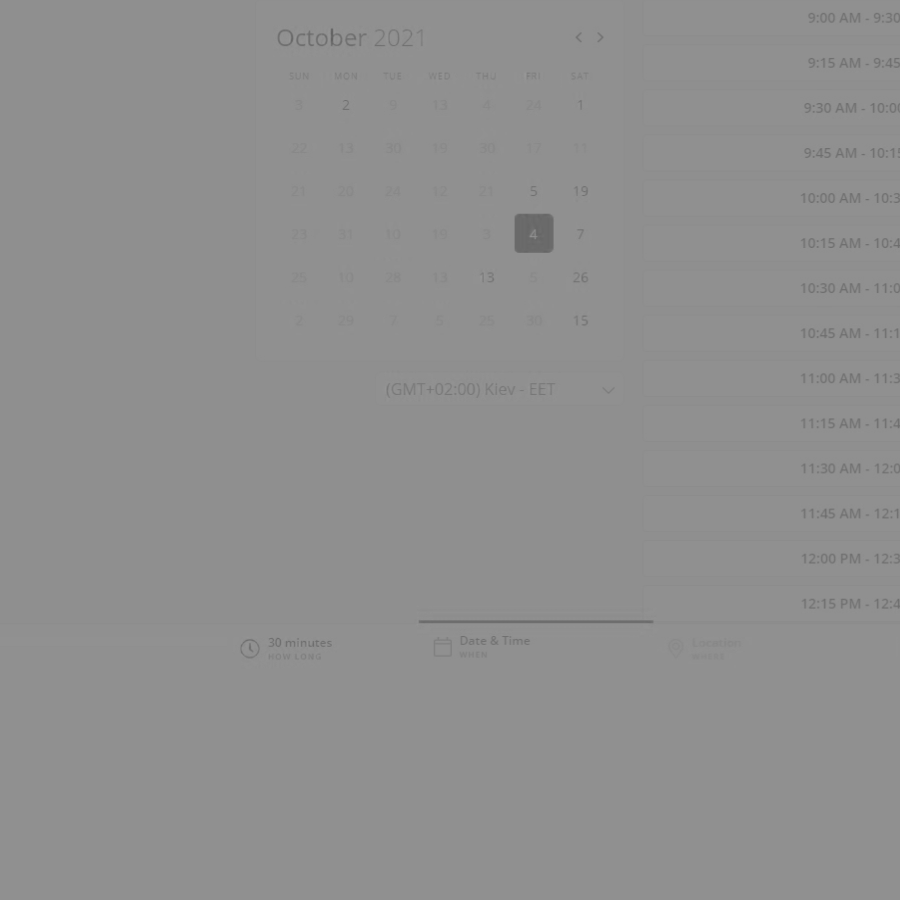 October 2021
SUN MON TUE WED THU FRI SAT
3 2 9 13 4 24 1
22 13 30 19 30 17 11
21 20 24 12 21 5 19
23 31 10 19 3 4 7
25 10 28 13 13 5 26
2 29 7 5 25 30 15
(GMT+02:00) Kiev - EET
9:00 AM - 9:30
9:15 AM - 9:45
9:30 AM - 10:00
9:45 AM - 10:15
10:00 AM - 10:3
10:15 AM - 10:4
10:30 AM - 11:0
10:45 AM - 11:1
11:00 AM - 11:3
11:15 AM - 11:4
11:30 AM - 12:0
11:45 AM - 12:1
12:00 PM - 12:3
12:15 PM - 12:4
30 minutes
HOW LONG
Date & Time
WHEN
Location
WHERE